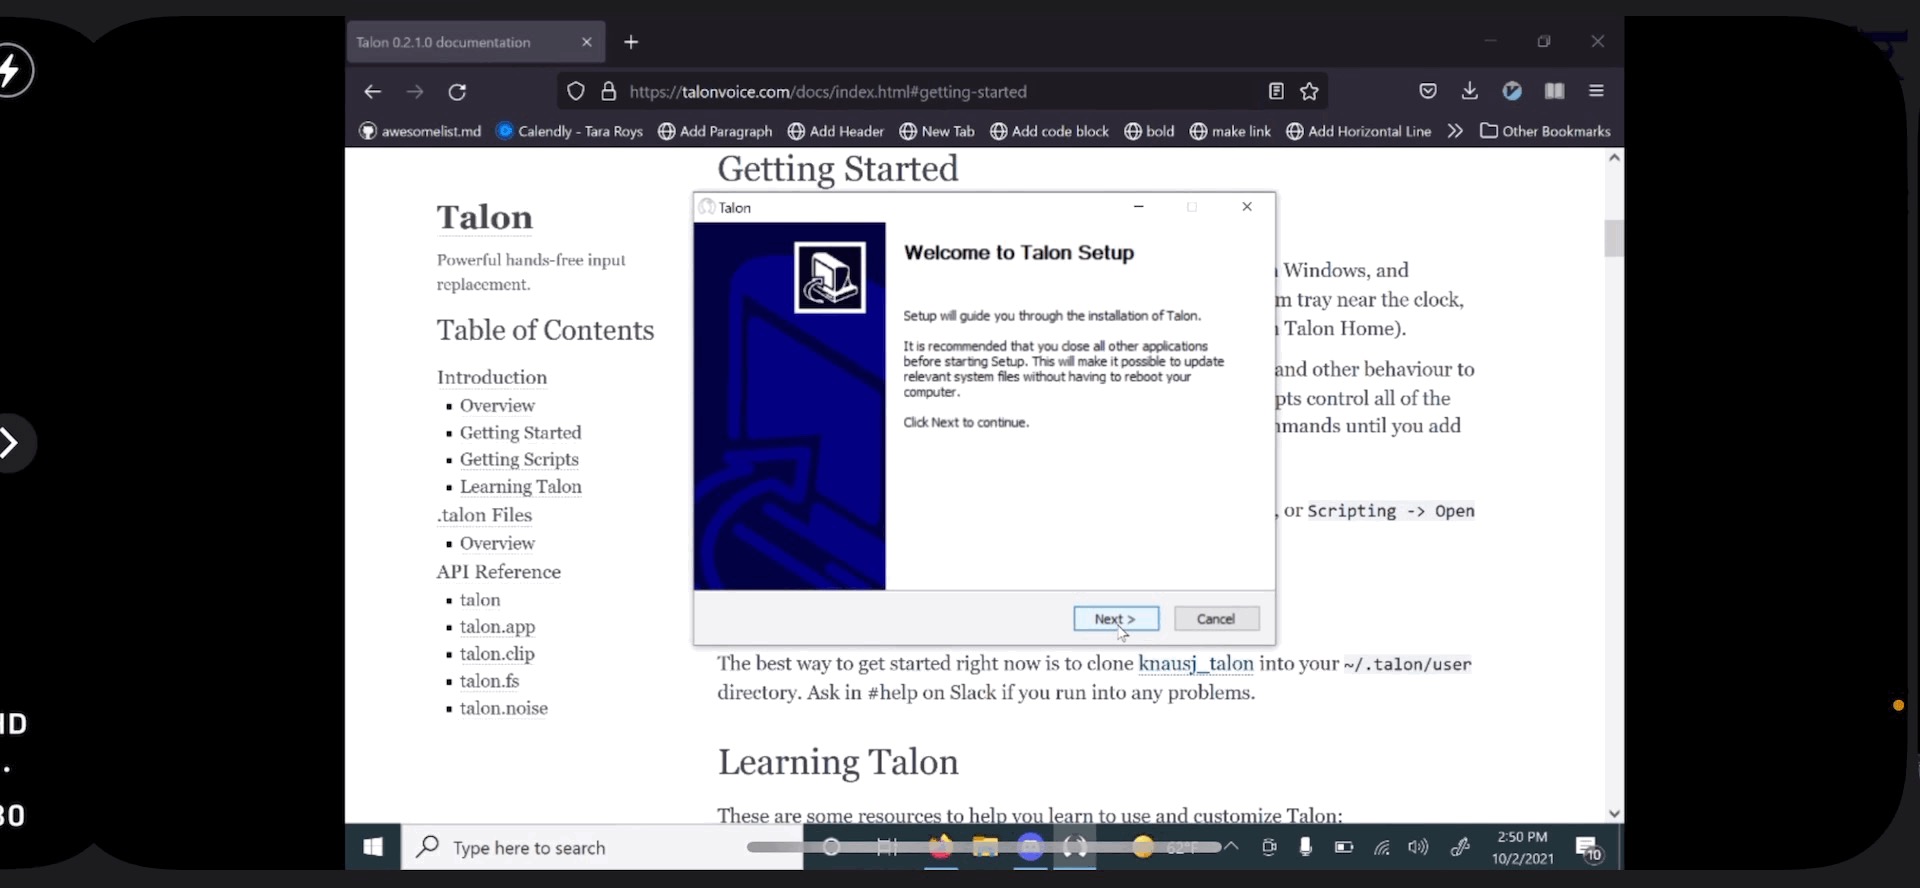 Talon 0.2.1.0 documentation
https://talonvoice.com/docs/index.html#getting-started
awesomelist.md Calendly - Tara Roys Add Paragraph Add Header New Tab Add code block bold make link Add Horizontal Line Other Bookmarks
Talon
Powerful hands-free input
replacement.
Table of Contents
Introduction
Overview
Getting Started
Getting Scripts
Learning Talon
.talon Files
Overview
API Reference
talon
talon.app
talon.clip
talon.fs
talon.noise
Getting Started
Talon
Welcome to Talon Setup
Setup will guide you through the installation of Talon.
It is recommended that you close all other applications
before starting Setup. This will make it possible to update
relevant system files without having to reboot your
computer.
Click Next to continue.
Next > Cancel
Windows, and
m tray near the clock,
Talon Home).
and other behaviour to
pts control all of the
mmands until you add
, or Scripting -> Open
The best way to get started right now is to clone knausj_talon into your ~/.talon/user
directory. Ask in #help on Slack if you run into any problems.
Learning Talon
These are some resources to help you learn to use and customize Talon:
Type here to search
62°F
2:50 PM
10/2/2021
10